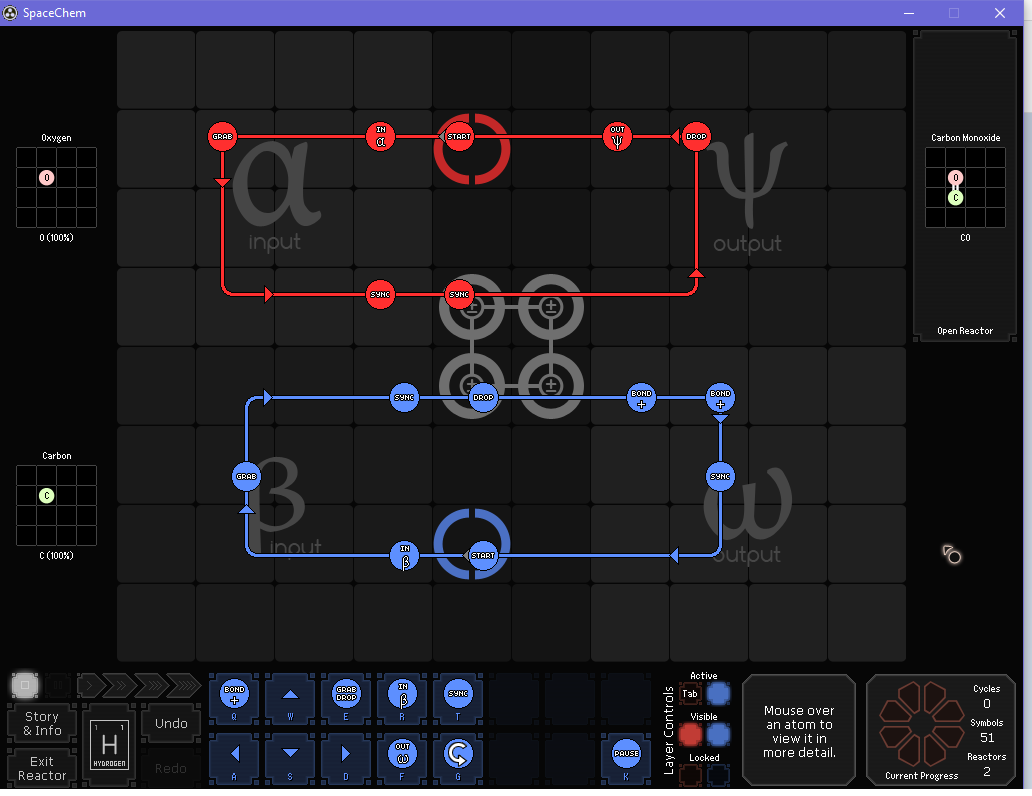 SpaceChem
Oxygen
O
O (100%)
GRAB
IN
α
START
OUT
ψ
DROP
α
input
ψ
output
Carbon Monoxide
O
C
CO
Open Reactor
SYNC
SYNC
±
±
±
±
SYNC
DROP
BOND
+
BOND
+
Carbon
C
C (100%)
GRAB
SYNC
β
input
ω
output
IN
β
START
BOND
+
Q
W
GRAB
DROP
E
IN
β
R
SYNC
T
A
S
D
OUT
ω
F
G
PAUSE
K
Story
& Info
Exit
Reactor
1
1
H
HYDROGEN
Undo
Redo
Layer Controls
Active
Tab
Visible
Locked
Mouse over
an atom to
view it in
more detail.
Cycles
0
Symbols
51
Reactors
2
Current Progress